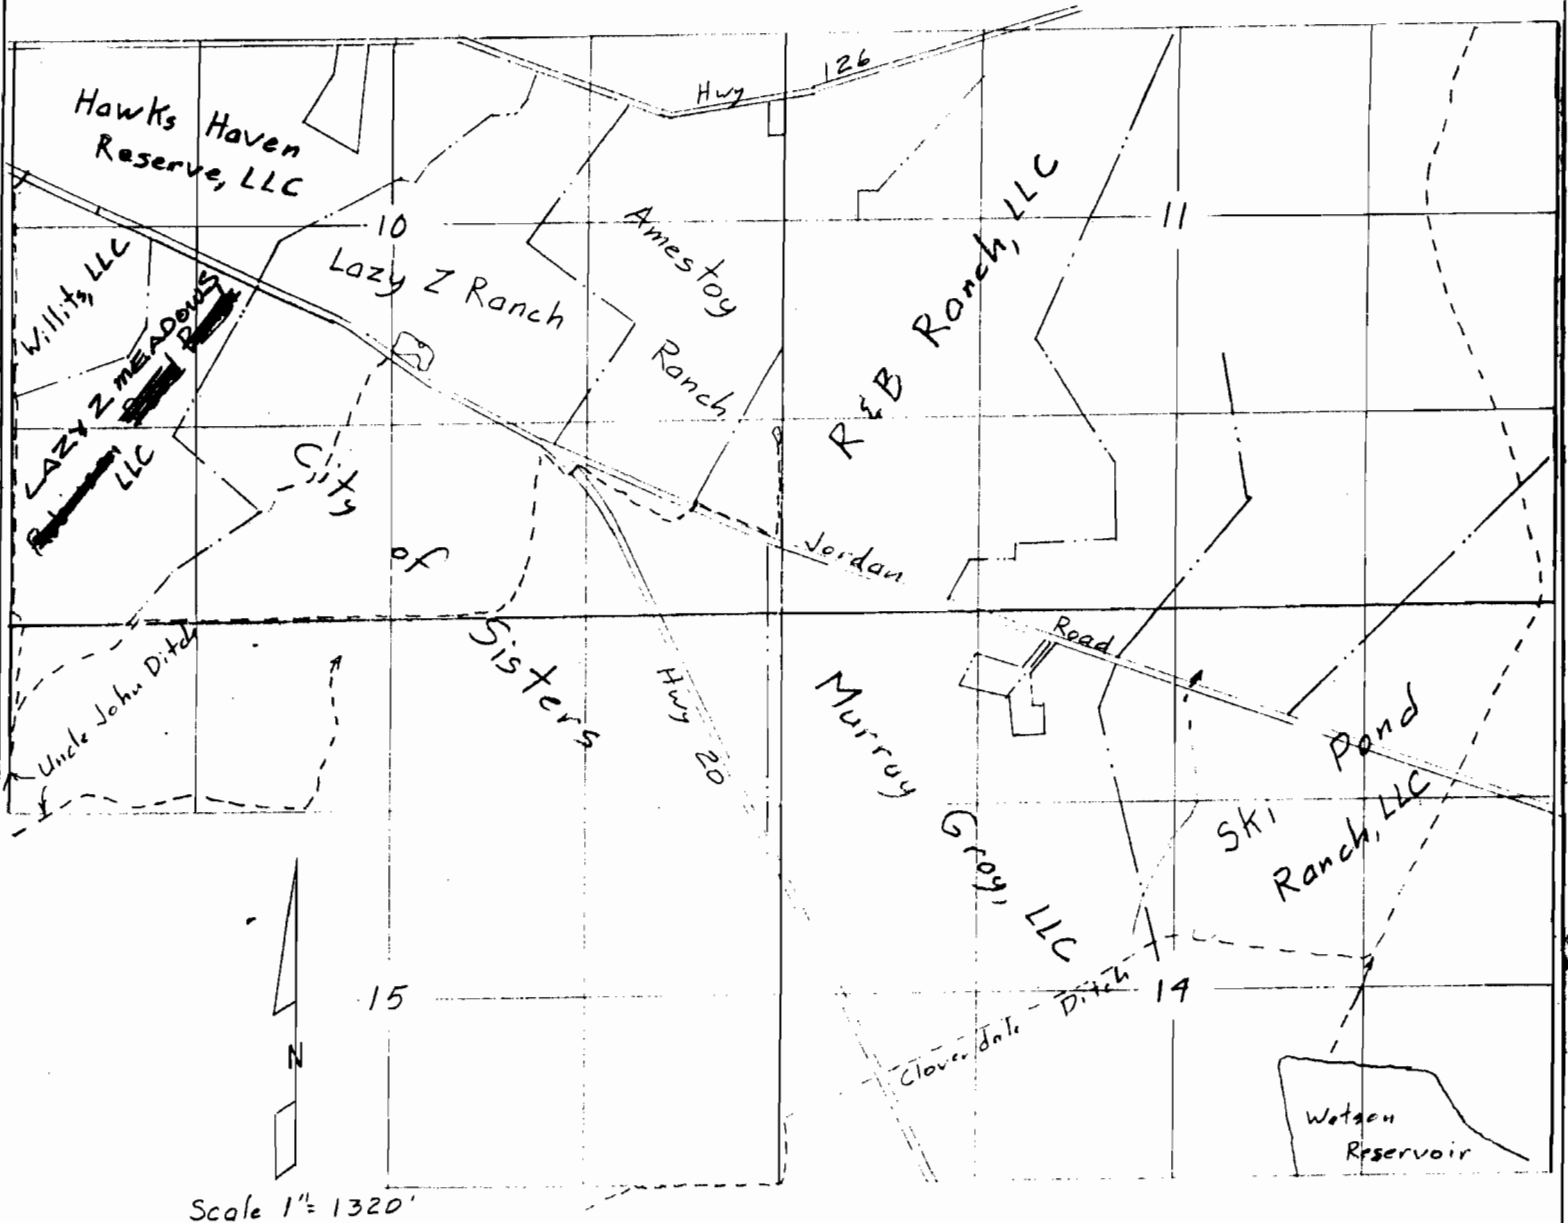 Hwy 126
Hawks Haven
Reserve, LLC
10
11
Amestoy
Ranch
R & B Ranch, LLC
Lazy Z Ranch
Willits, LLC
LAZY Z MEADOWS
LLC
City
of
Sisters
Jordan
Road
Uncle John Ditch
Hwy 20
Murray
Gray, LLC
Ski Pond
Ranch, LLC
15
14
Cloverdale Ditch
N
Watson
Reservoir
Scale 1"= 1320'